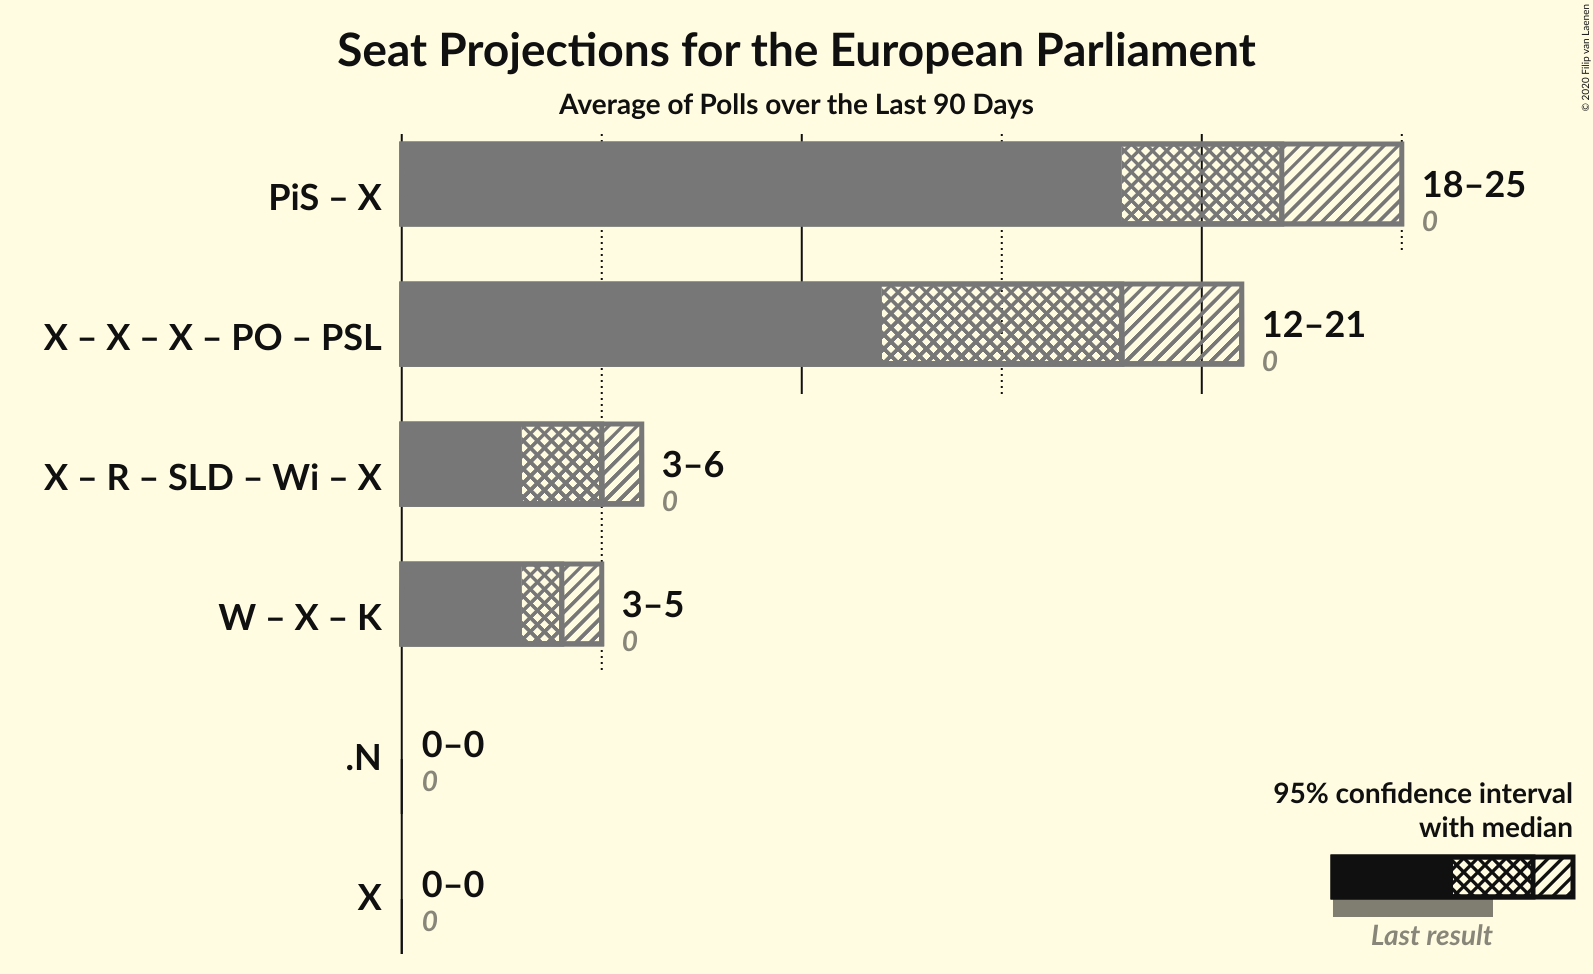 Seat Projections for the European Parliament
Average of Polls over the Last 90 Days
© 2020 Filip van Laenen
PiS – X
18–25
0
X – X – X – PO – PSL
12–21
0
X – R – SLD – Wi – X
3–6
0
W – X – K
3–5
0
.N
0–0
0
X
0–0
0
95% confidence interval
with median
Last result